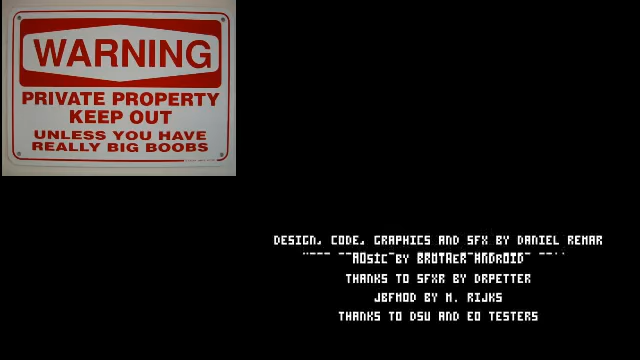 WARNING
PRIVATE PROPERTY
KEEP OUT
UNLESS YOU HAVE
REALLY BIG BOOBS
DESIGN, CODE, GRAPHICS AND SFX BY DANIEL REMAR
MUSIC BY BROTHER ANDROID
THANKS TO SFXR BY DRPETTER
JBFMOD BY M. RIJKS
THANKS TO DSU AND EO TESTERS